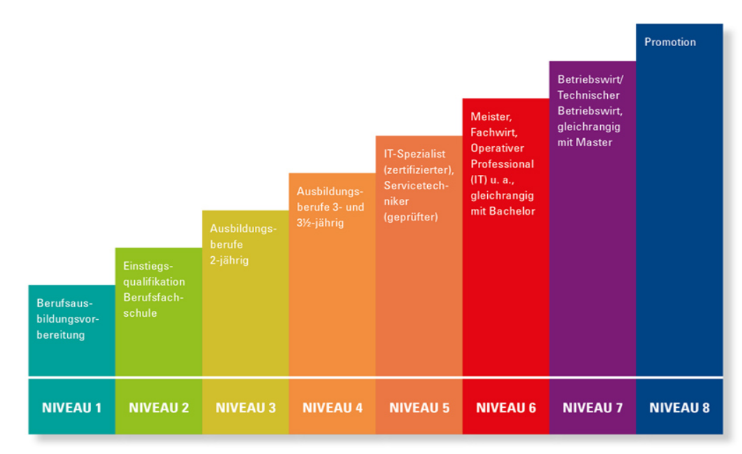 Berufsaus-
bildungsvor-
bereitung
Einstiegs-
qualifikation
Berufsfach-
schule
Ausbildungs-
berufe
2-jährig
Ausbildungs-
berufe 3- und
3½-jährig
IT-Spezialist
(zertifizierter),
Servicetech-
niker
(geprüfter)
Meister,
Fachwirt,
Operativer
Professional
(IT) u. a.,
gleichrangig
mit Bachelor
Betriebswirt/
Technischer
Betriebswirt,
gleichrangig
mit Master
Promotion
NIVEAU 1
NIVEAU 2
NIVEAU 3
NIVEAU 4
NIVEAU 5
NIVEAU 6
NIVEAU 7
NIVEAU 8